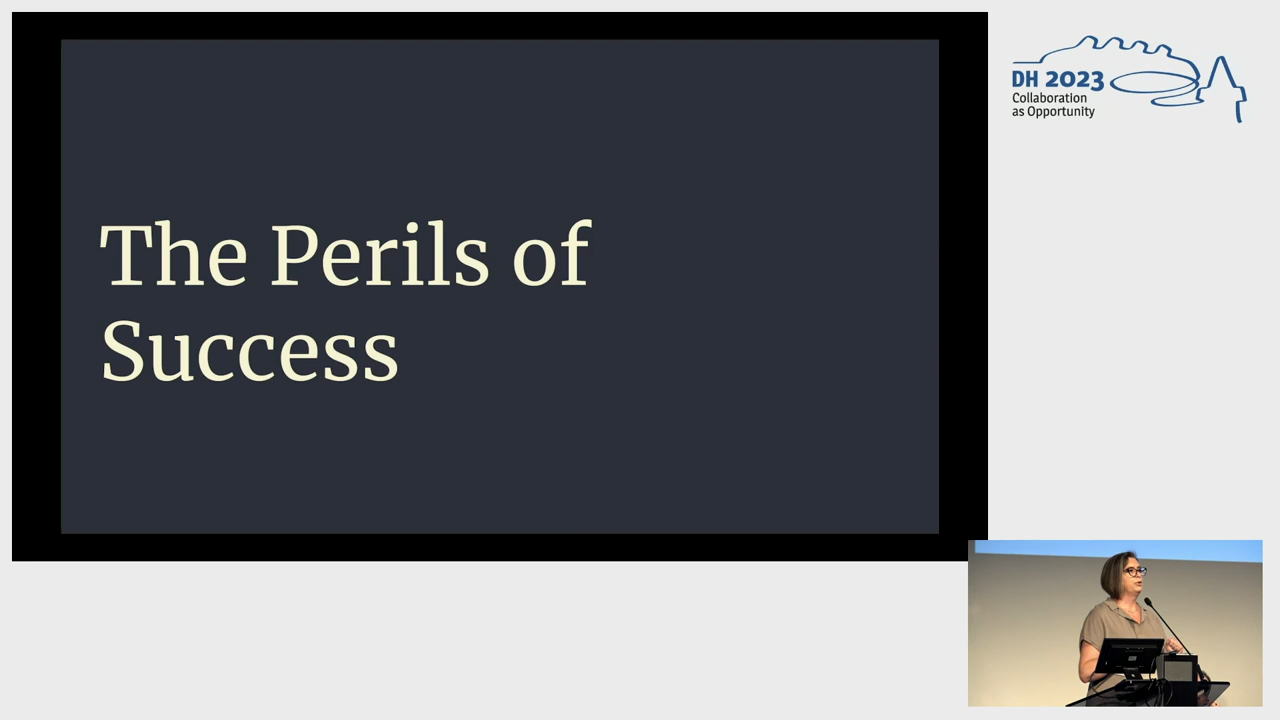 The Perils of
Success
DH 2023
Collaboration
as Opportunity